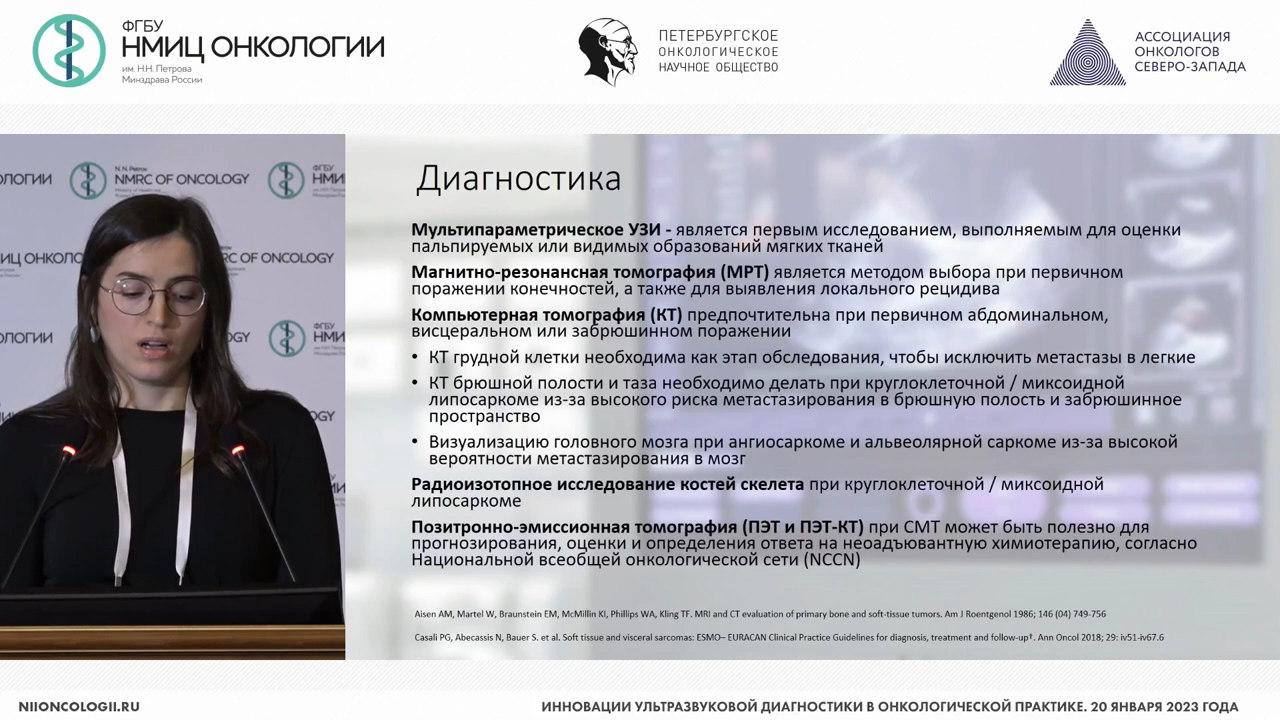 ФГБУ
НМИЦ ОНКОЛОГИИ
им. Н.Н. Петрова
Минздрава России
ПЕТЕРБУРГСКОЕ
ОНКОЛОГИЧЕСКОЕ
НАУЧНОЕ ОБЩЕСТВО
АССОЦИАЦИЯ
ОНКОЛОГОВ
СЕВЕРО-ЗАПАДА
N.N. Petrov
NMRC OF ONCOLOGY
ФГБУ
Диагностика
Мультипараметрическое УЗИ - является первым исследованием, выполняемым для оценки
пальпируемых или видимых образований мягких тканей
Магнитно-резонансная томография (МРТ) является методом выбора при первичном
поражении конечностей, а также для выявления локального рецидива
Компьютерная томография (КТ) предпочтительна при первичном абдоминальном,
висцеральном или забрюшинном поражении
• КТ грудной клетки необходима как этап обследования, чтобы исключить метастазы в легкие
• КТ брюшной полости и таза необходимо делать при круглоклеточной / миксоидной
липосаркоме из-за высокого риска метастазирования в брюшную полость и забрюшинное
пространство
• Визуализацию головного мозга при ангиосаркоме и альвеолярной саркоме из-за высокой
вероятности метастазирования в мозг
Радиоизотопное исследование костей скелета при круглоклеточной / миксоидной
липосаркоме
Позитронно-эмиссионная томография (ПЭТ и ПЭТ-КТ) при СМТ может быть полезно для
прогнозирования, оценки и определения ответа на неоадъювантную химиотерапию, согласно
Национальной всеобщей онкологической сети (NCCN)
Aisen AM, Martel W, Braunstein EM, McMillin KI, Phillips WA, Kling TF. MRI and CT evaluation of primary bone and soft-tissue tumors. Am J Roentgenol 1986; 146 (04) 749-756
Casali PG, Abecassis N, Bauer S. et al. Soft tissue and visceral sarcomas: ESMO– EURACAN Clinical Practice Guidelines for diagnosis, treatment and follow-up†. Ann Oncol 2018; 29: iv51-iv67.6
NIIONCOLOGII.RU
ИННОВАЦИИ УЛЬТРАЗВУКОВОЙ ДИАГНОСТИКИ В ОНКОЛОГИЧЕСКОЙ ПРАКТИКЕ. 20 ЯНВАРЯ 2023 ГОДА